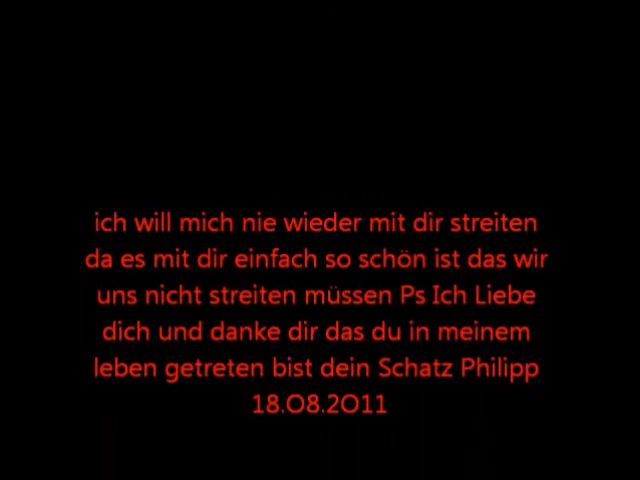 ich will mich nie wieder mit dir streiten
da es mit dir einfach so schön ist das wir
uns nicht streiten müssen Ps Ich Liebe
dich und danke dir das du in meinem
leben getreten bist dein Schatz Philipp
18.08.2011